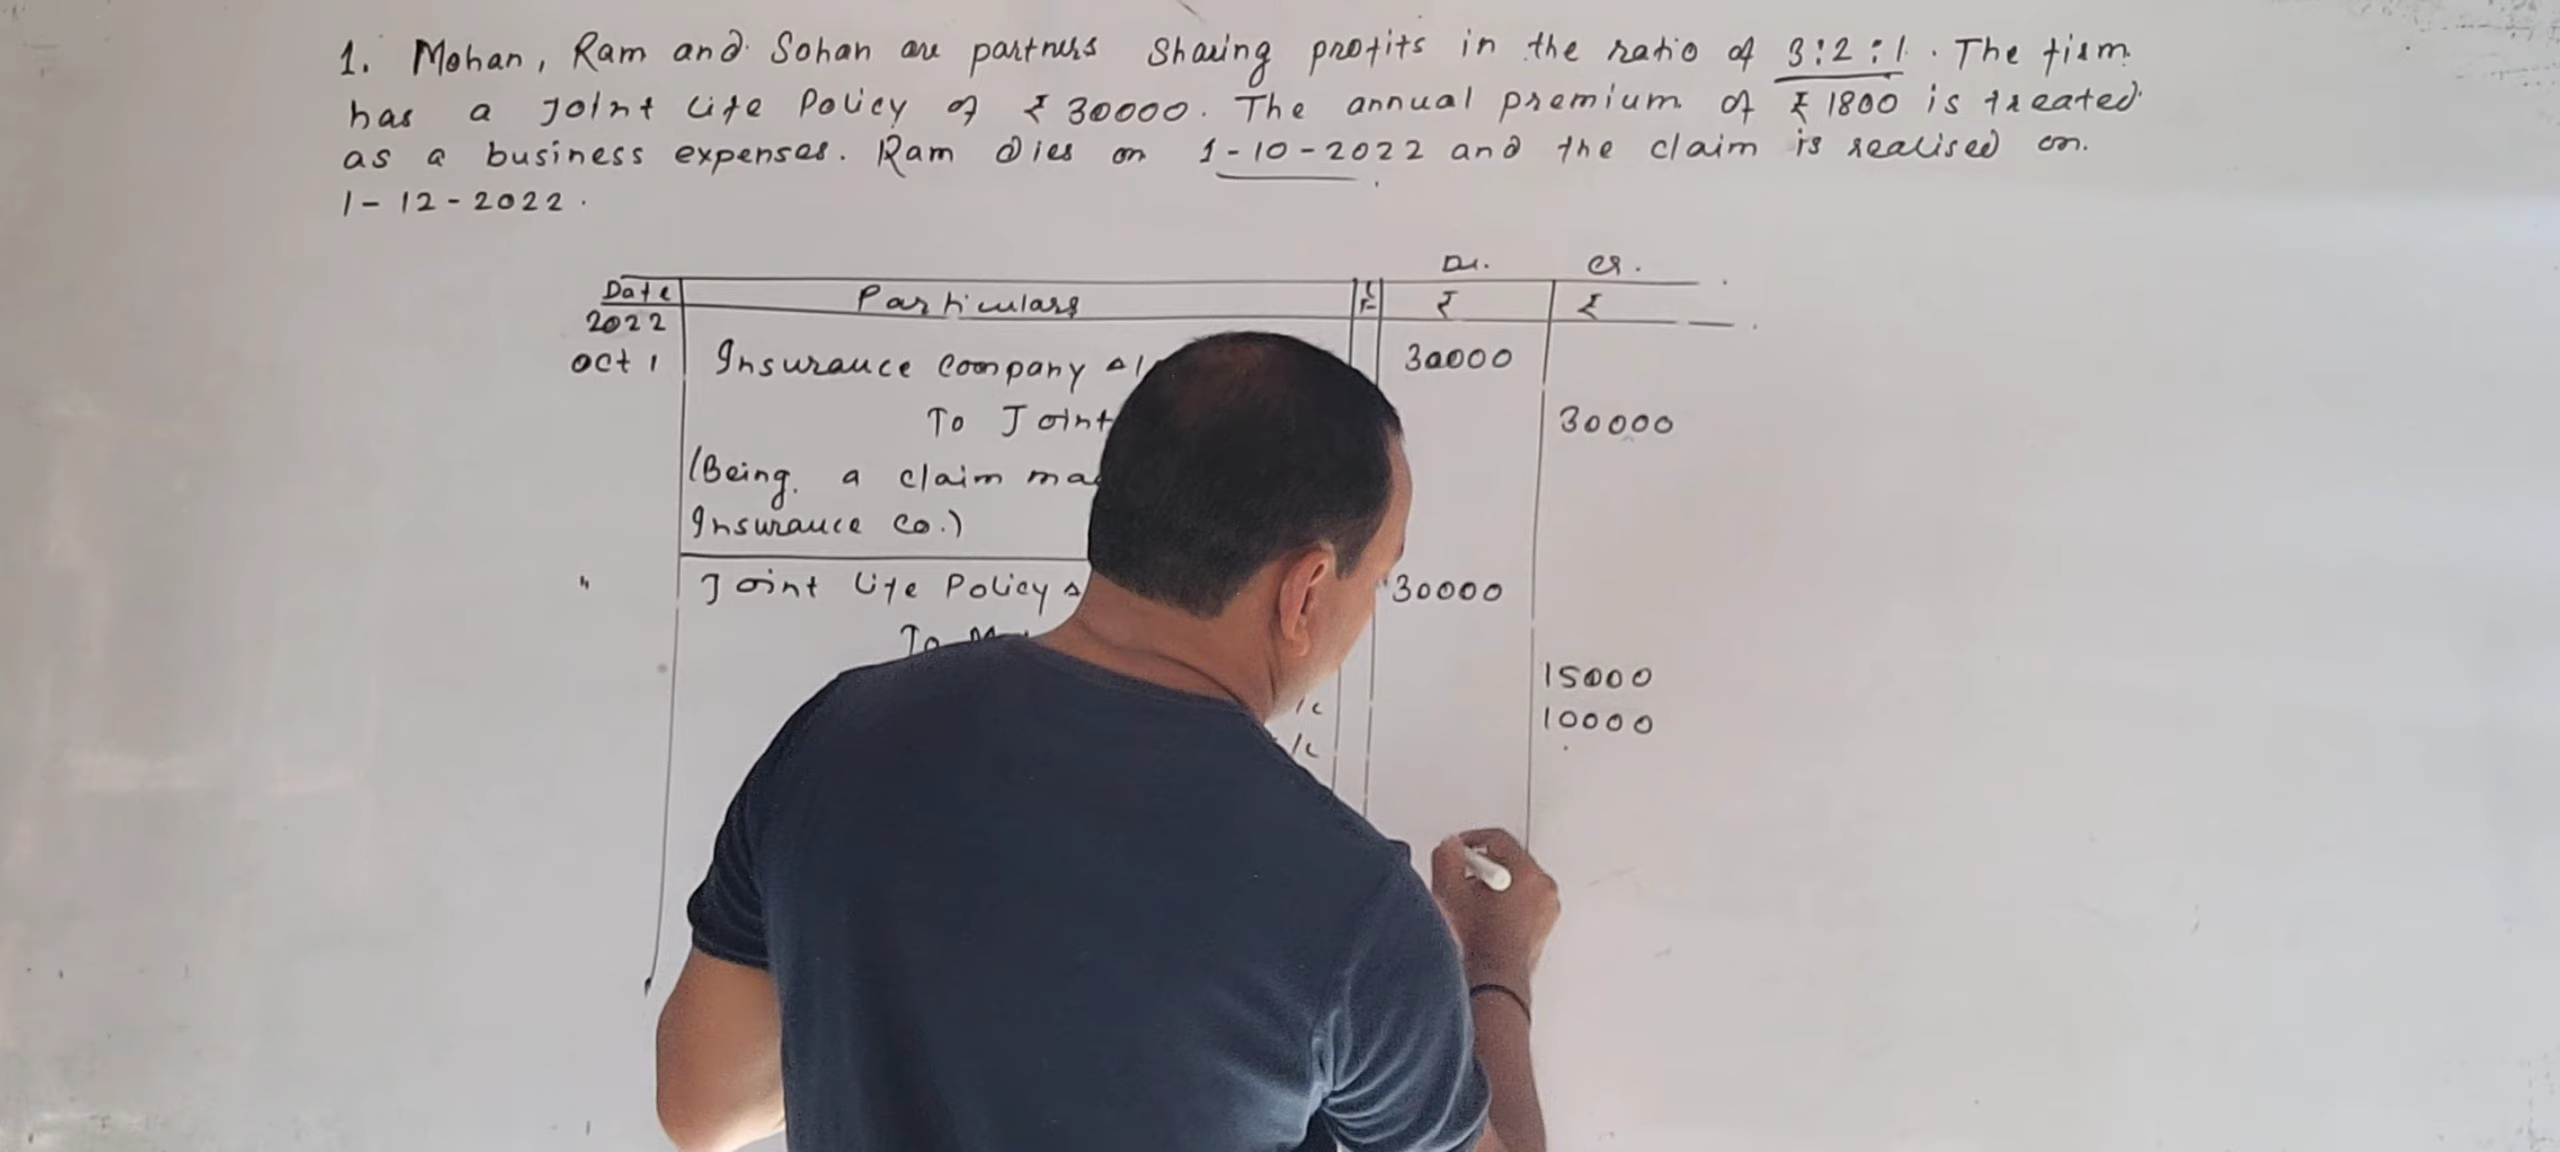 1. Mohan, Ram and Sohan are partners sharing profits in the ratio of 3:2:1. The firm
has a Joint Life Policy of ₹ 30000. The annual premium of ₹ 1800 is treated
as a business expenses. Ram Dies on 1-10-2022 and the claim is realised on.
1-12-2022.
Dr. Cr.
Date Particulars L.F. ₹ ₹
2022
Oct 1 Insurance Company 30000
To Joint 30000
(Being a claim
Insurance Co.)
" Joint Life Policy 30000
To
15000
/c 10000
/c